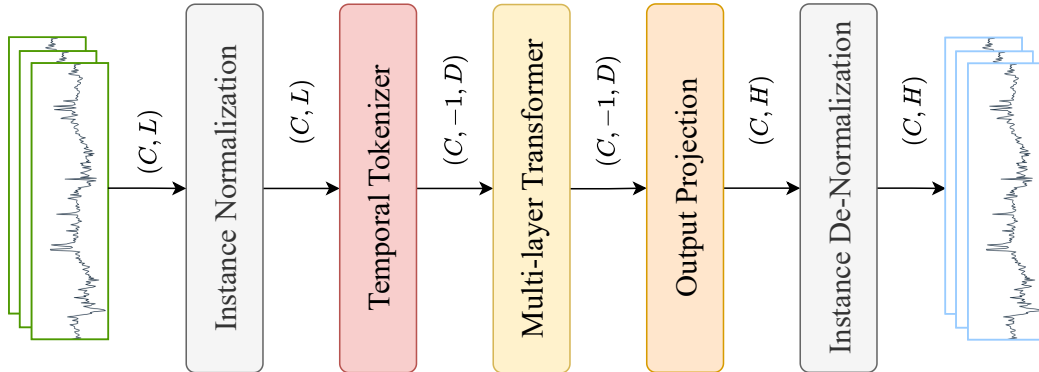 (C, L)
Instance Normalization
(C, L)
Temporal Tokenizer
(C, −1, D)
Multi-layer Transformer
(C, −1, D)
Output Projection
(C, H)
Instance De-Normalization
(C, H)